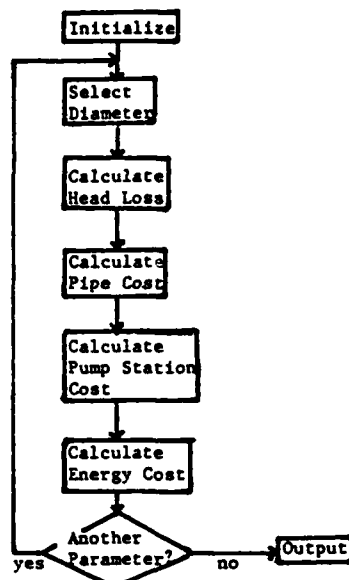 Initialize
Select
Diameter
Calculate
Head Loss
Calculate
Pipe Cost
Calculate
Pump Station
Cost
Calculate
Energy Cost
Another
Parameter?
yes
no
Output